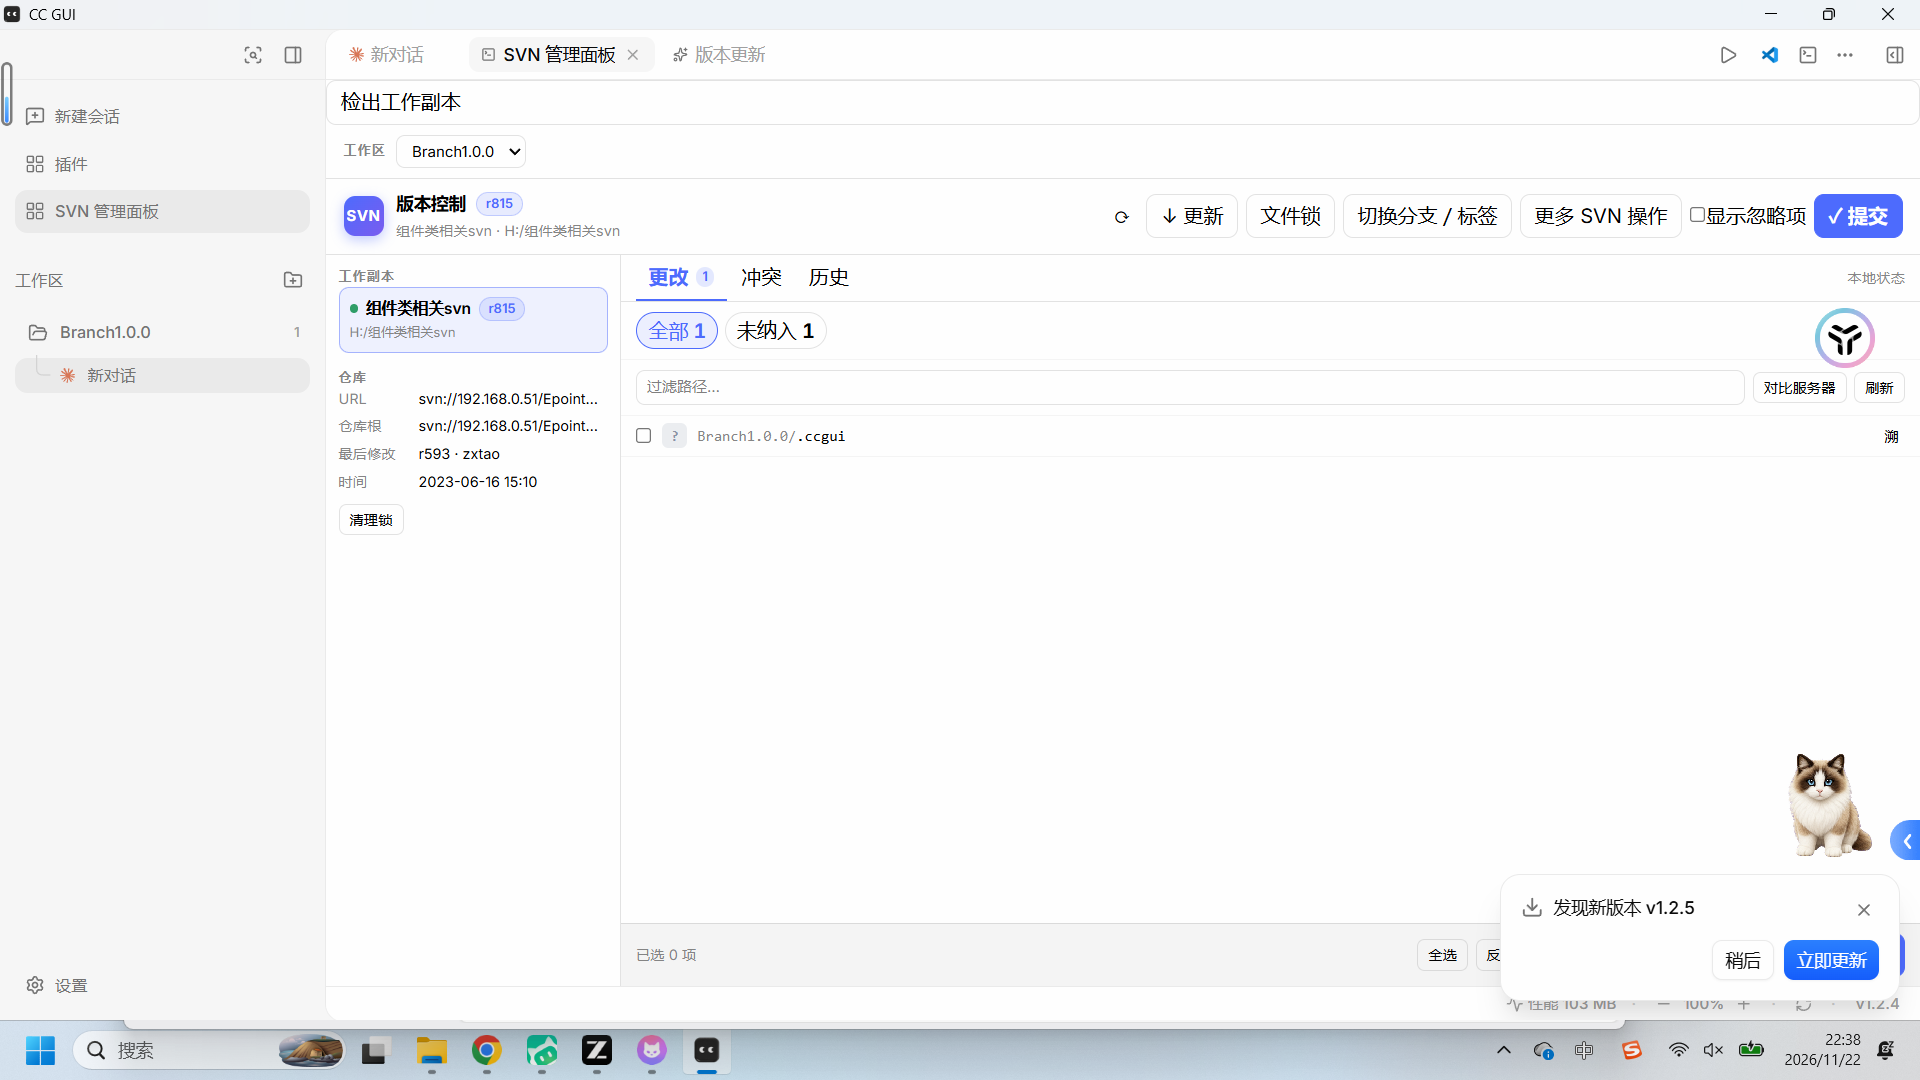 CC GUI
新对话
SVN 管理面板
版本更新
新建会话
插件
SVN 管理面板
工作区
Branch1.0.0
1
新对话
设置
检出工作副本
工作区
Branch1.0.0
SVN
版本控制 r815
组件类相关svn · H:/组件类相关svn
更新
文件锁
切换分支 / 标签
更多 SVN 操作
显示忽略项
✓ 提交
工作副本
组件类相关svn r815
H:/组件类相关svn
仓库
URL svn://192.168.0.51/Epoint...
仓库根 svn://192.168.0.51/Epoint...
最后修改 r593 · zxtao
时间 2023-06-16 15:10
清理锁
更改 1
冲突
历史
本地状态
全部 1
未纳入 1
过滤路径...
对比服务器
刷新
? Branch1.0.0/.ccgui
溯
已选 0 项
全选
反
发现新版本 v1.2.5
稍后
立即更新
性能 103 MB · − 100% + · · v1.2.4
搜索
中
22:38
2026/11/22